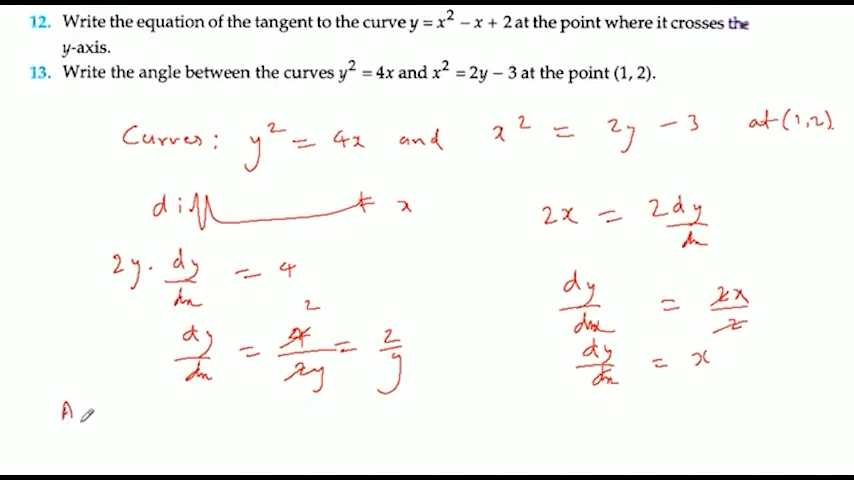 12. Write the equation of the tangent to the curve y = x² − x + 2 at the point where it crosses the
y-axis.
13. Write the angle between the curves y² = 4x and x² = 2y − 3 at the point (1, 2).
Curves: y² = 4x and x² = 2y − 3 at (1,2)
diff x
2x = 2dy/dx
2y · dy/dx = 4
dy/dx = 2x/2
dy/dx = 4/2y = 2/y
2
dy/dx = x
A